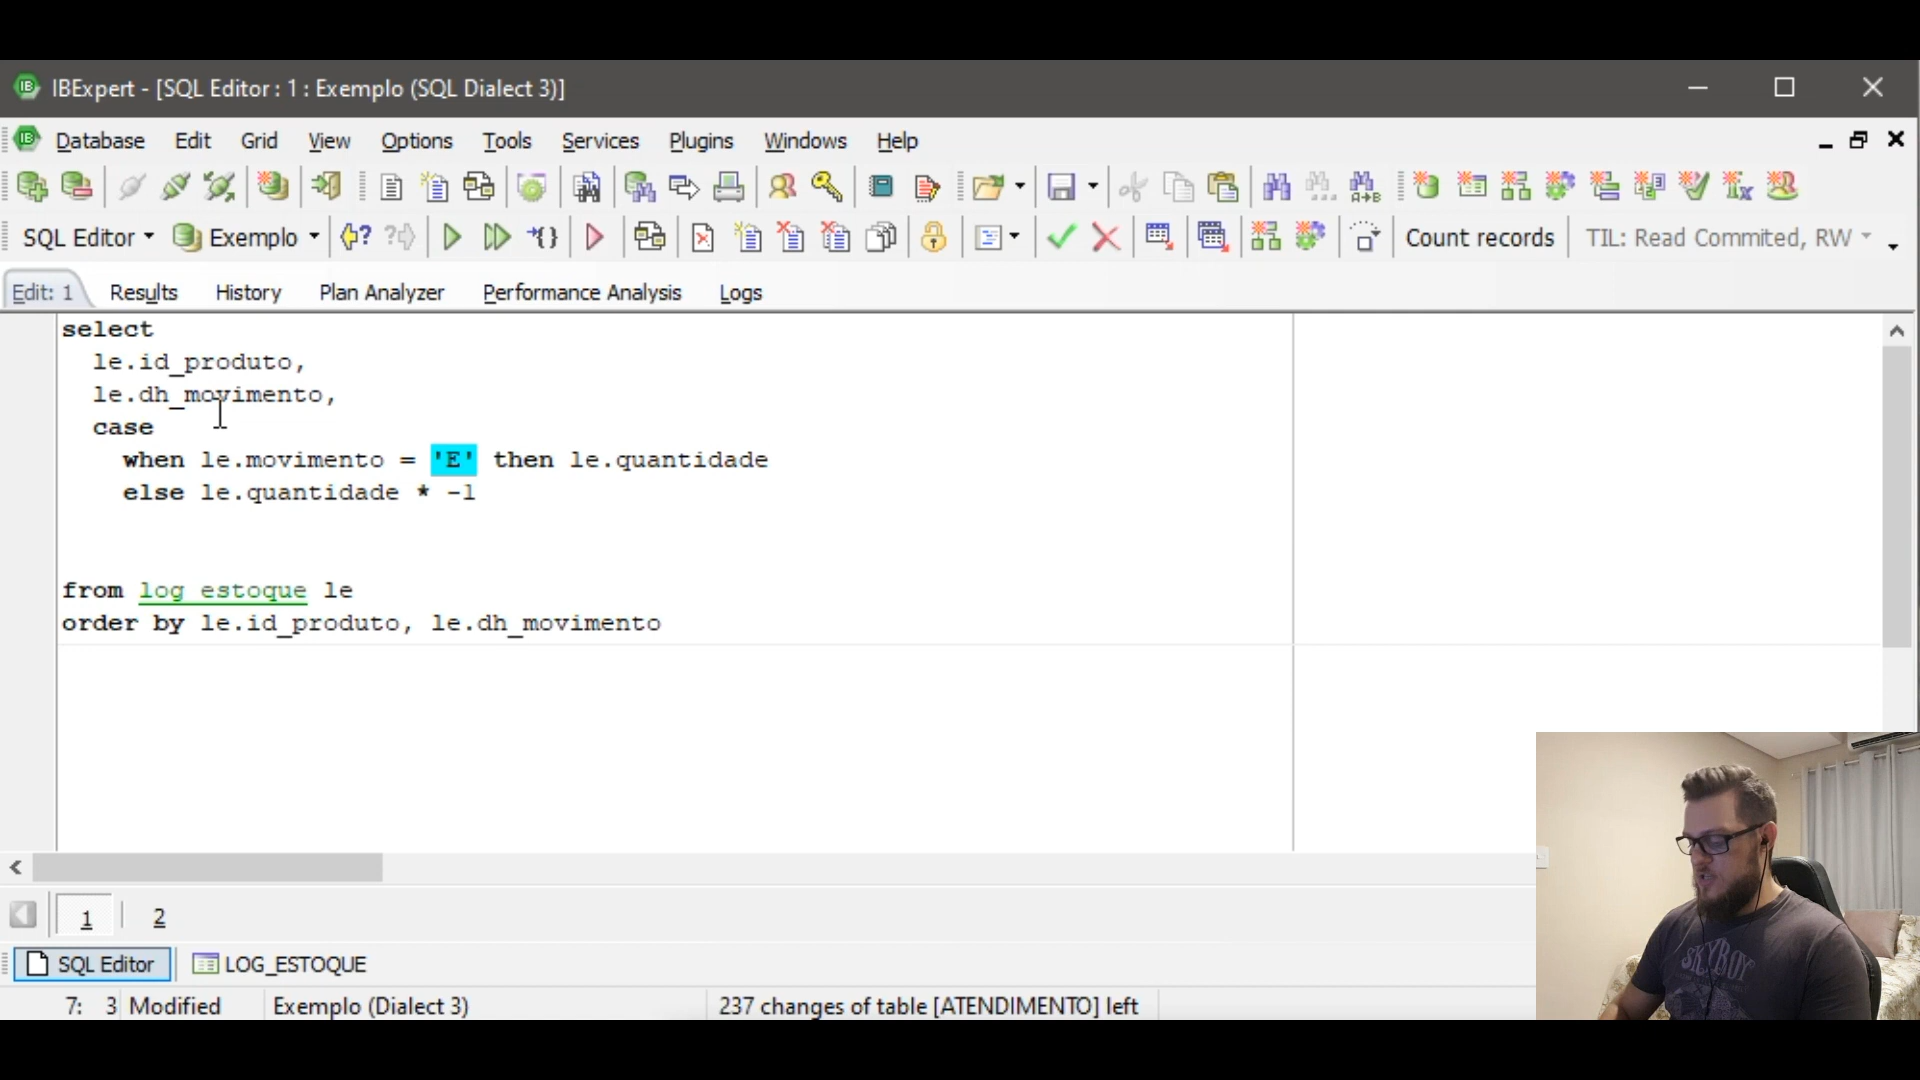 IBExpert - [SQL Editor : 1 : Exemplo (SQL Dialect 3)]
Database Edit Grid View Options Tools Services Plugins Windows Help
SQL Editor Exemplo Count records TIL: Read Commited, RW
Edit: 1 Results History Plan Analyzer Performance Analysis Logs
select
le.id_produto,
le.dh_movimento,
case
when le.movimento = 'E' then le.quantidade
else le.quantidade * -1
from log_estoque le
order by le.id_produto, le.dh_movimento
1 2
SQL Editor LOG_ESTOQUE
7: 3 Modified Exemplo (Dialect 3) 237 changes of table [ATENDIMENTO] left
SKYBOY